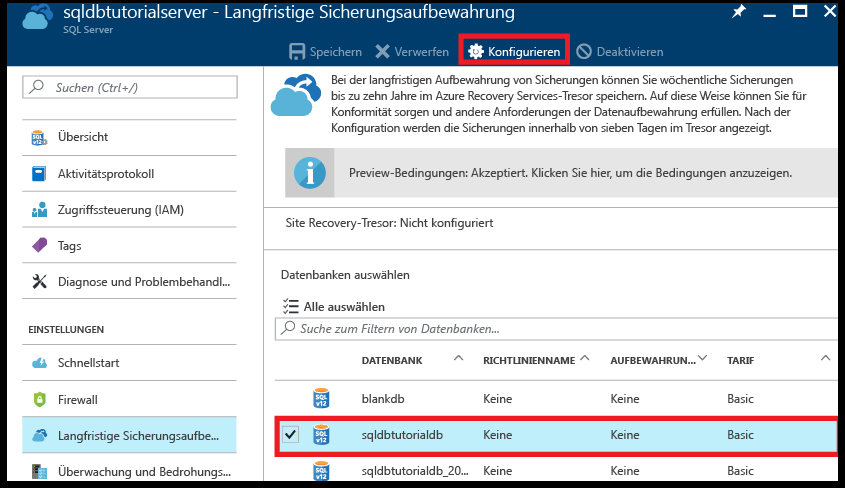 sqldbtutorialserver - Langfristige Sicherungsaufbewahrung
SQL Server
Speichern Verwerfen Konfigurieren Deaktivieren
Suchen (Ctrl+/)
Übersicht
Aktivitätsprotokoll
Zugriffssteuerung (IAM)
Tags
Diagnose und Problembehandl...
EINSTELLUNGEN
Schnellstart
Firewall
Langfristige Sicherungsaufbe...
Überwachung und Bedrohungs...
Bei der langfristigen Aufbewahrung von Sicherungen können Sie wöchentliche Sicherungen
bis zu zehn Jahre im Azure Recovery Services-Tresor speichern. Auf diese Weise können Sie für
Konformität sorgen und andere Anforderungen der Datenaufbewahrung erfüllen. Nach der
Konfiguration werden die Sicherungen innerhalb von sieben Tagen im Tresor angezeigt.
Preview-Bedingungen: Akzeptiert. Klicken Sie hier, um die Bedingungen anzuzeigen.
Site Recovery-Tresor: Nicht konfiguriert
Datenbanken auswählen
Alle auswählen
Suche zum Filtern von Datenbanken...
DATENBANK RICHTLINIENNAME AUFBEWAHRUN... TARIF
SQL v12 blankdb Keine Keine Basic
SQL v12 sqldbtutorialdb Keine Keine Basic
SQL v12 sqldbtutorialdb_20... Keine Keine Basic